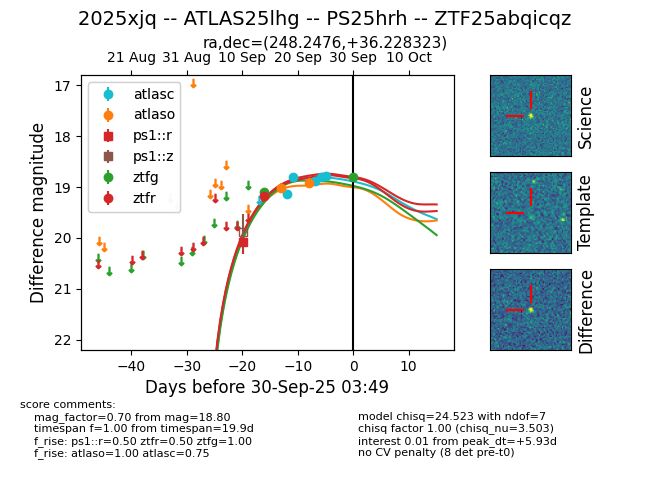 2025xjq -- ATLAS25lhg -- PS25hrh -- ZTF25abqicqz
ra,dec=(248.2476,+36.228323)
21 Aug 31 Aug 10 Sep 20 Sep 30 Sep 10 Oct
17
18
19
20
21
22
Difference magnitude
atlasc
atlaso
ps1::r
ps1::z
ztfg
ztfr
−40 −30 −20 −10 0 10
Days before 30-Sep-25 03:49
Science
Template
Difference
score comments:
mag_factor=0.70 from mag=18.80
timespan f=1.00 from timespan=19.9d
f_rise: ps1::r=0.50 ztfr=0.50 ztfg=1.00
f_rise: atlaso=1.00 atlasc=0.75
model chisq=24.523 with ndof=7
chisq factor 1.00 (chisq_nu=3.503)
interest 0.01 from peak_dt=+5.93d
no CV penalty (8 det pre-t0)